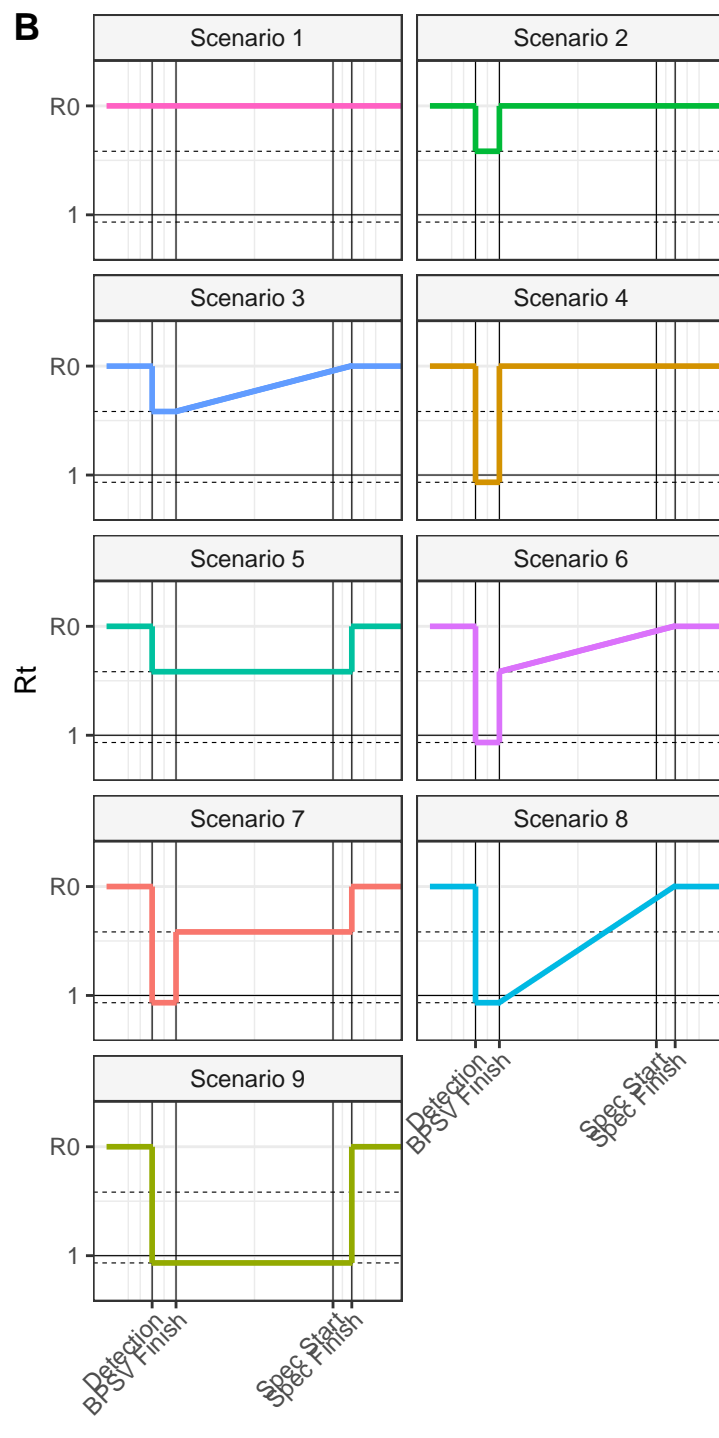 B
Scenario 1
Scenario 2
R0
1
Scenario 3
Scenario 4
R0
1
Scenario 5
Scenario 6
R0
1
Rt
Scenario 7
Scenario 8
R0
1
Detection
BPSV Finish
Spec Start
Spec Finish
Scenario 9
R0
1
Detection
BPSV Finish
Spec Start
Spec Finish